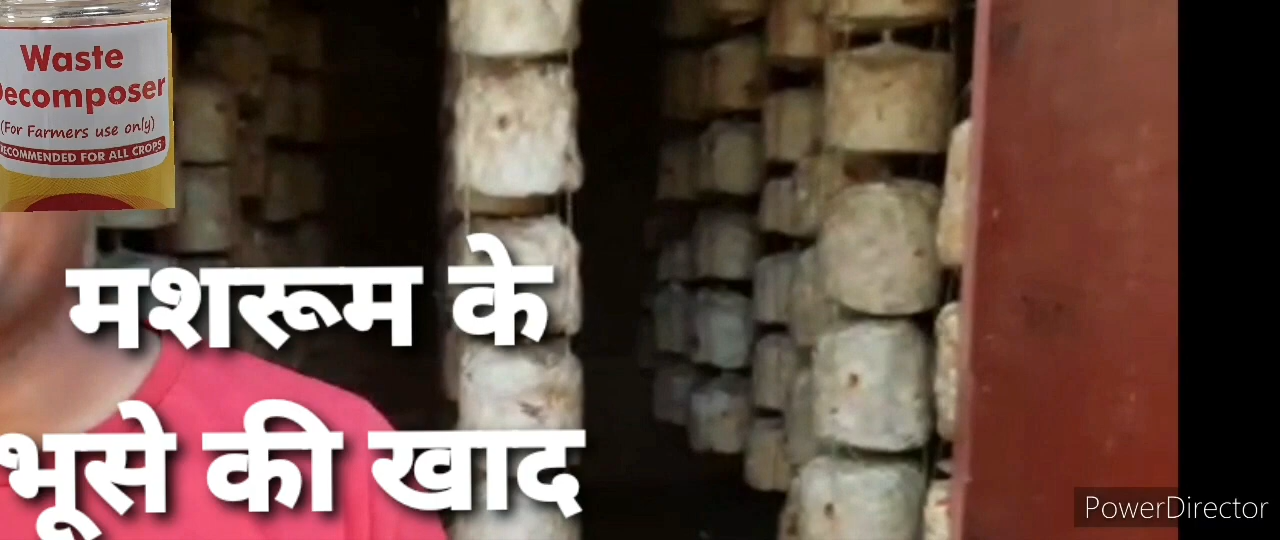 Waste
Decomposer
(For Farmers use only)
RECOMMENDED FOR ALL CROPS
मशरूम के
भूसे की खाद
PowerDirector